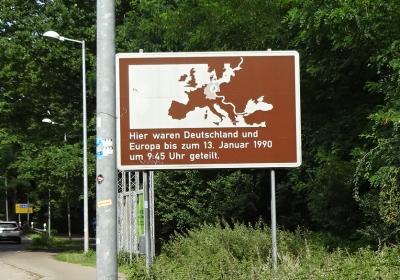 Hier waren Deutschland und
Europa bis zum 13. Januar 1990
um 9:45 Uhr geteilt.